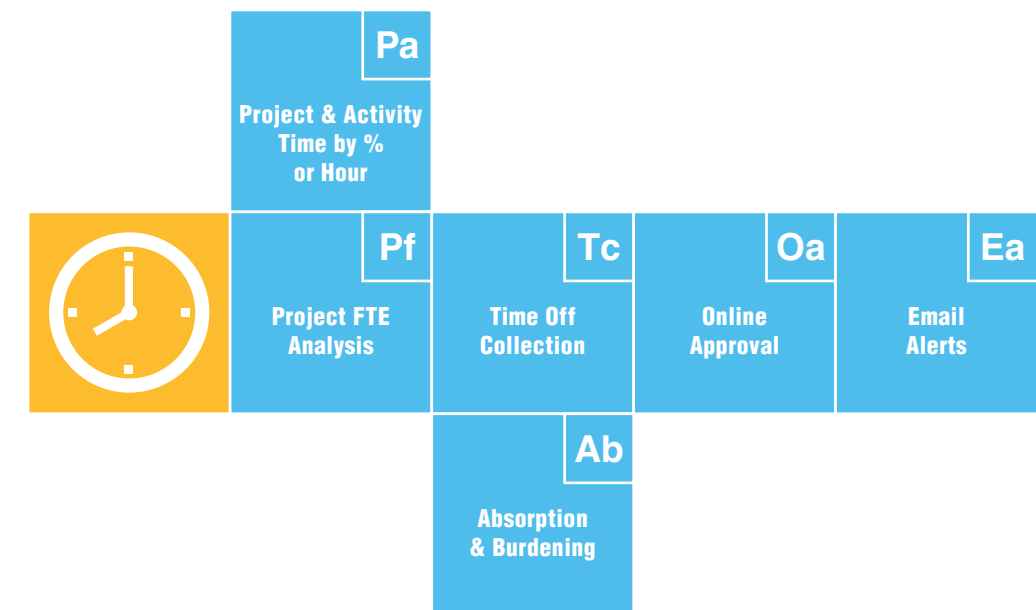 Pa
Project & Activity
Time by %
or Hour
Pf
Project FTE
Analysis
Tc
Time Off
Collection
Oa
Online
Approval
Ea
Email
Alerts
Ab
Absorption
& Burdening